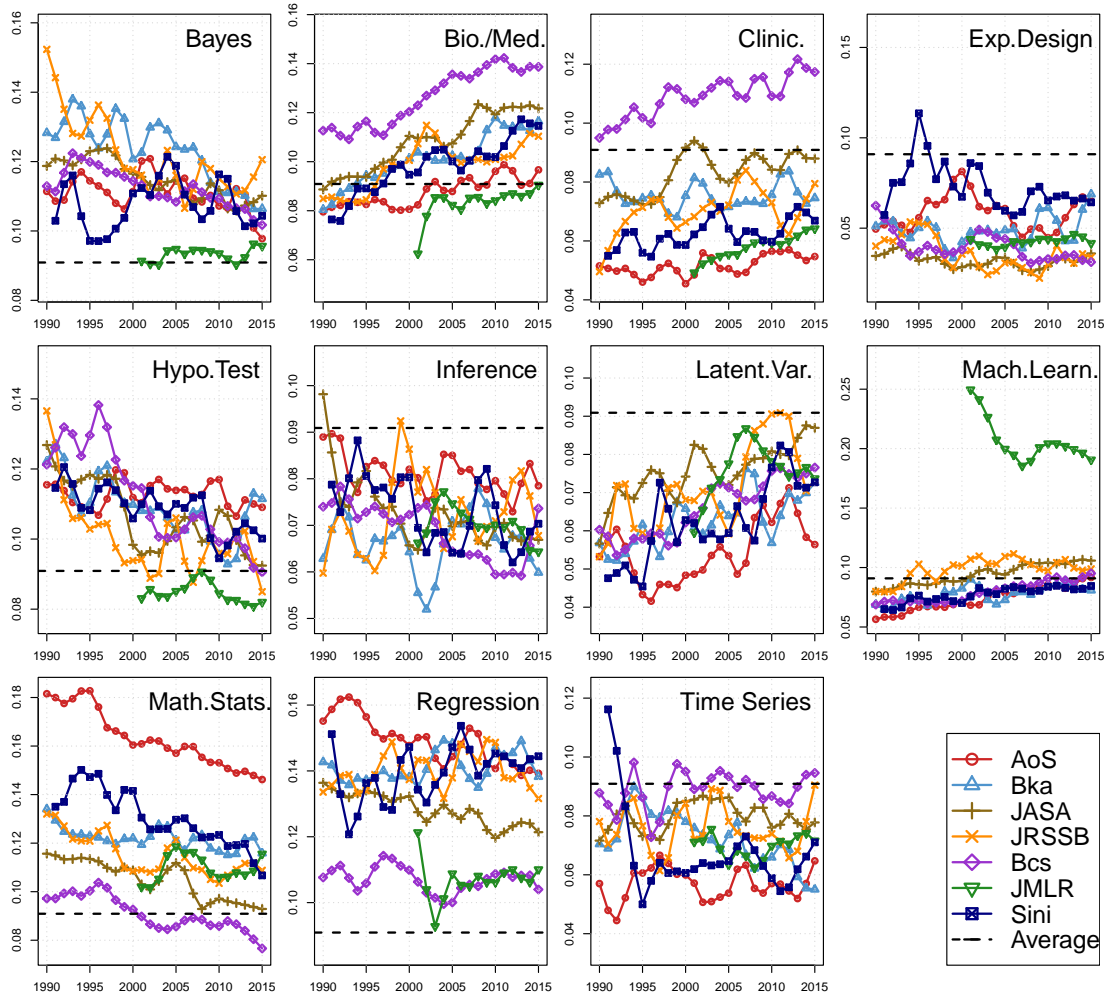 Bayes
0.08 0.10 0.12 0.14 0.16
1990 1995 2000 2005 2010 2015
Bio./Med.
0.06 0.08 0.10 0.12 0.14 0.16
1990 1995 2000 2005 2010 2015
Clinic.
0.04 0.06 0.08 0.10 0.12
1990 1995 2000 2005 2010 2015
Exp.Design
0.05 0.10 0.15
1990 1995 2000 2005 2010 2015
Hypo.Test
0.08 0.10 0.12 0.14
1990 1995 2000 2005 2010 2015
Inference
0.05 0.06 0.07 0.08 0.09 0.10
1990 1995 2000 2005 2010 2015
Latent.Var.
0.04 0.05 0.06 0.07 0.08 0.09 0.10
1990 1995 2000 2005 2010 2015
Mach.Learn.
0.05 0.10 0.15 0.20 0.25
1990 1995 2000 2005 2010 2015
Math.Stats.
0.08 0.10 0.12 0.14 0.16 0.18
1990 1995 2000 2005 2010 2015
Regression
0.10 0.12 0.14 0.16
1990 1995 2000 2005 2010 2015
Time Series
0.04 0.06 0.08 0.10 0.12
1990 1995 2000 2005 2010 2015
AoS
Bka
JASA
JRSSB
Bcs
JMLR
Sini
Average